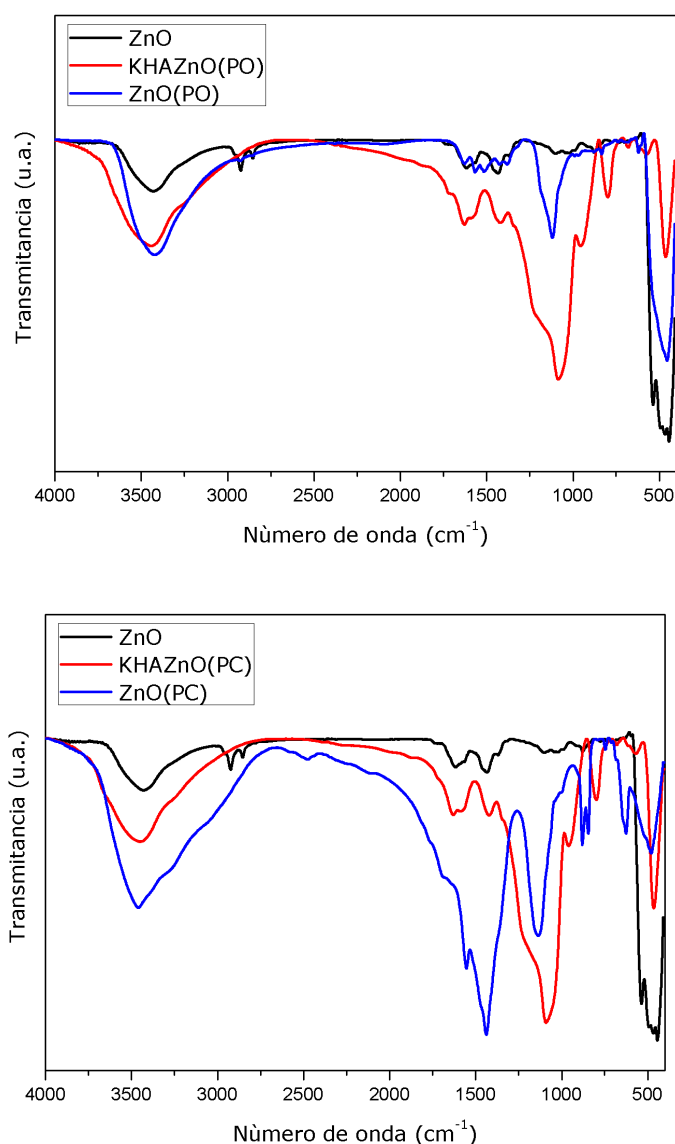 ZnO
KHAZnO(PO)
ZnO(PO)
Transmitancia (u.a.)
4000 3500 3000 2500 2000 1500 1000 500
Nùmero de onda (cm-1)
ZnO
KHAZnO(PC)
ZnO(PC)
Transmitancia (u.a.)
4000 3500 3000 2500 2000 1500 1000 500
Nùmero de onda (cm-1)